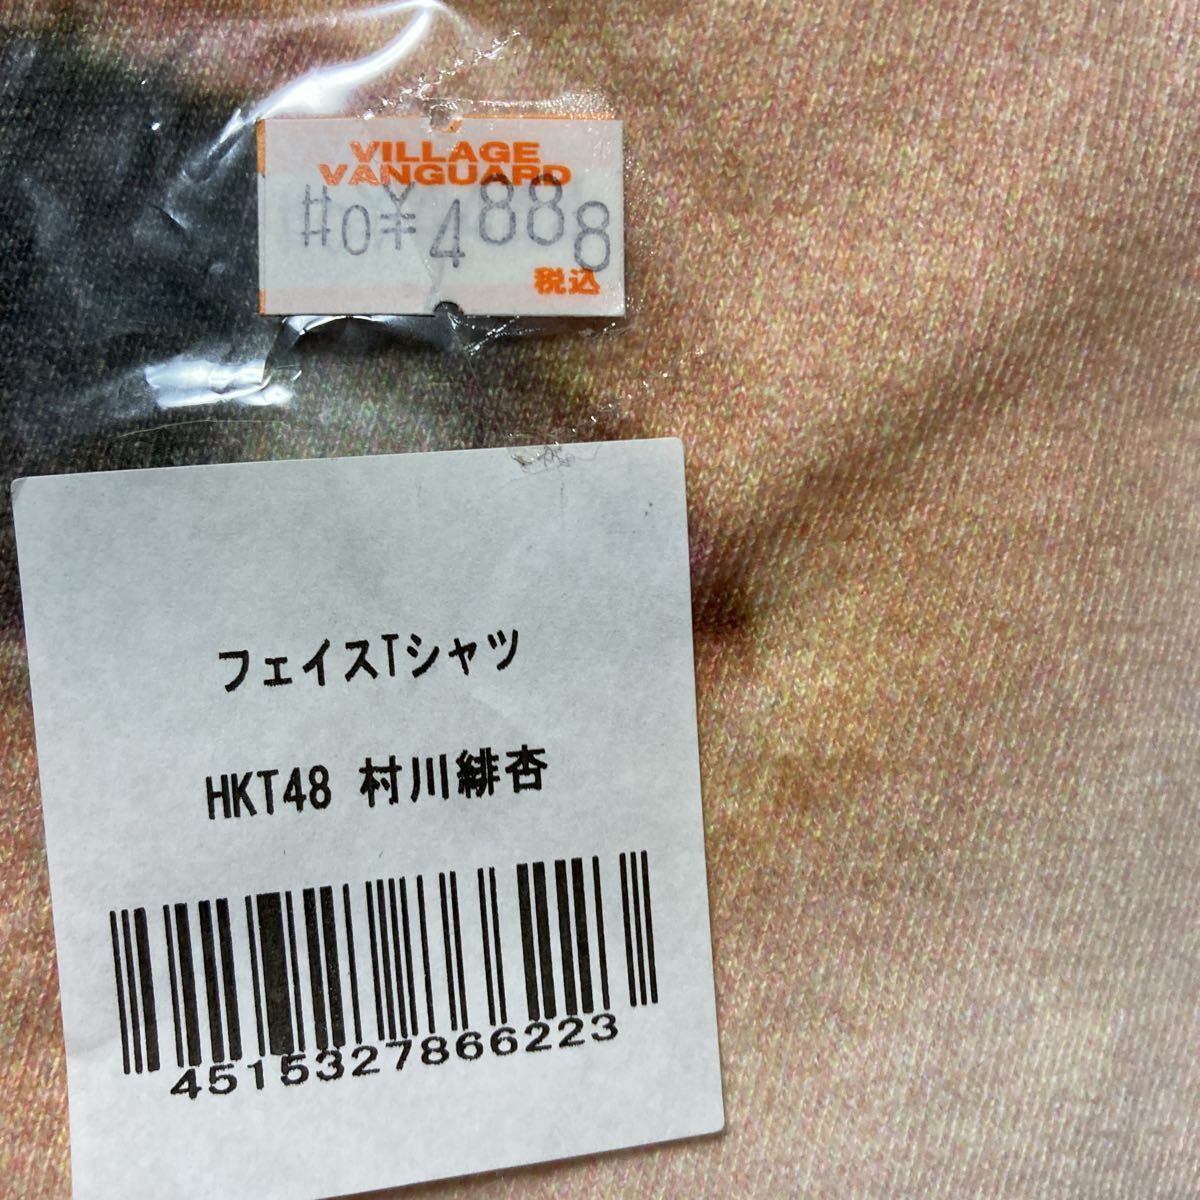 VILLAGE
VANGUARD
#0¥4888
税込
フェイスTシャツ
HKT48 村川緋杏
4515327866223